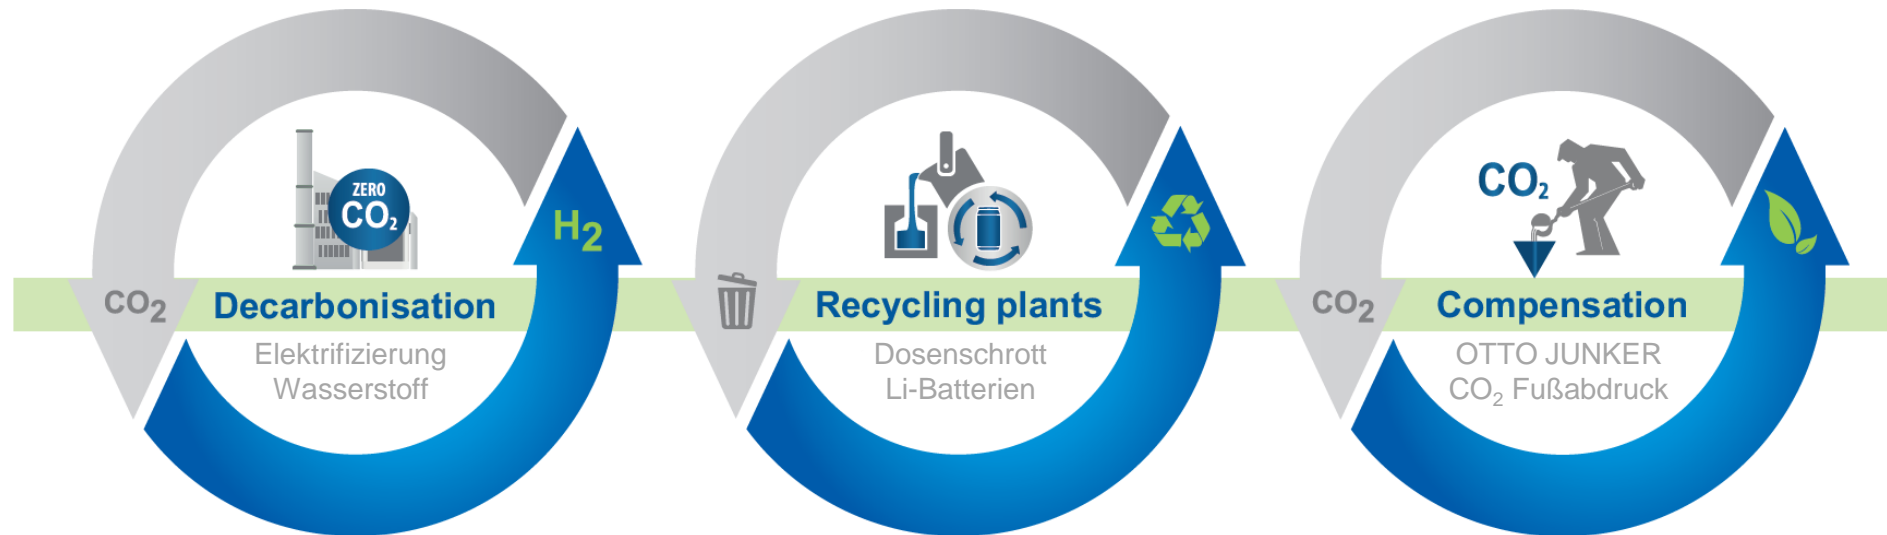 ZERO
CO₂
H₂
CO₂
Decarbonisation
Elektrifizierung
Wasserstoff
Recycling plants
Dosenschrott
Li-Batterien
CO₂
CO₂
Compensation
OTTO JUNKER
CO₂ Fußabdruck